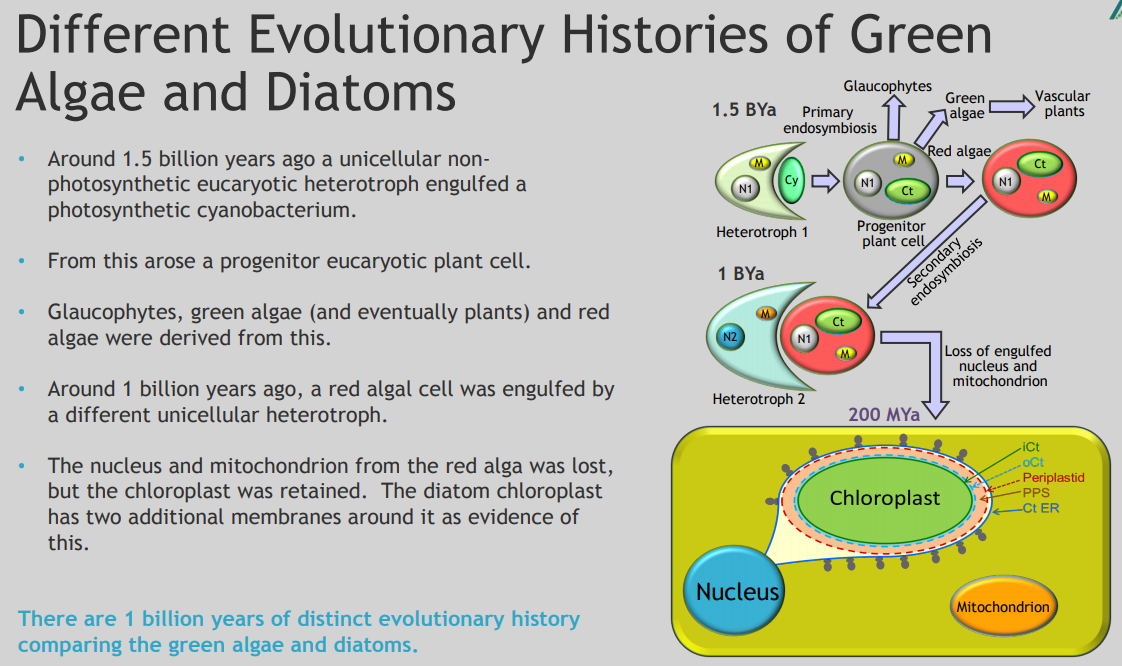 Different Evolutionary Histories of Green
Algae and Diatoms
• Around 1.5 billion years ago a unicellular non-
photosynthetic eucaryotic heterotroph engulfed a
photosynthetic cyanobacterium.
• From this arose a progenitor eucaryotic plant cell.
• Glaucophytes, green algae (and eventually plants) and red
algae were derived from this.
• Around 1 billion years ago, a red algal cell was engulfed by
a different unicellular heterotroph.
• The nucleus and mitochondrion from the red alga was lost,
but the chloroplast was retained. The diatom chloroplast
has two additional membranes around it as evidence of
this.
There are 1 billion years of distinct evolutionary history
comparing the green algae and diatoms.
1.5 BYa
Primary
endosymbiosis
Glaucophytes
Green
algae
Vascular
plants
Red algae
M
N1
Cy
Heterotroph 1
M
N1
Ct
Progenitor
plant cell
Ct
N1
M
Secondary
endosymbiosis
1 BYa
M
N2
Ct
N1
M
Heterotroph 2
Loss of engulfed
nucleus and
mitochondrion
200 MYa
Chloroplast
iCt
oCt
Periplastid
PPS
Ct ER
Nucleus
Mitochondrion